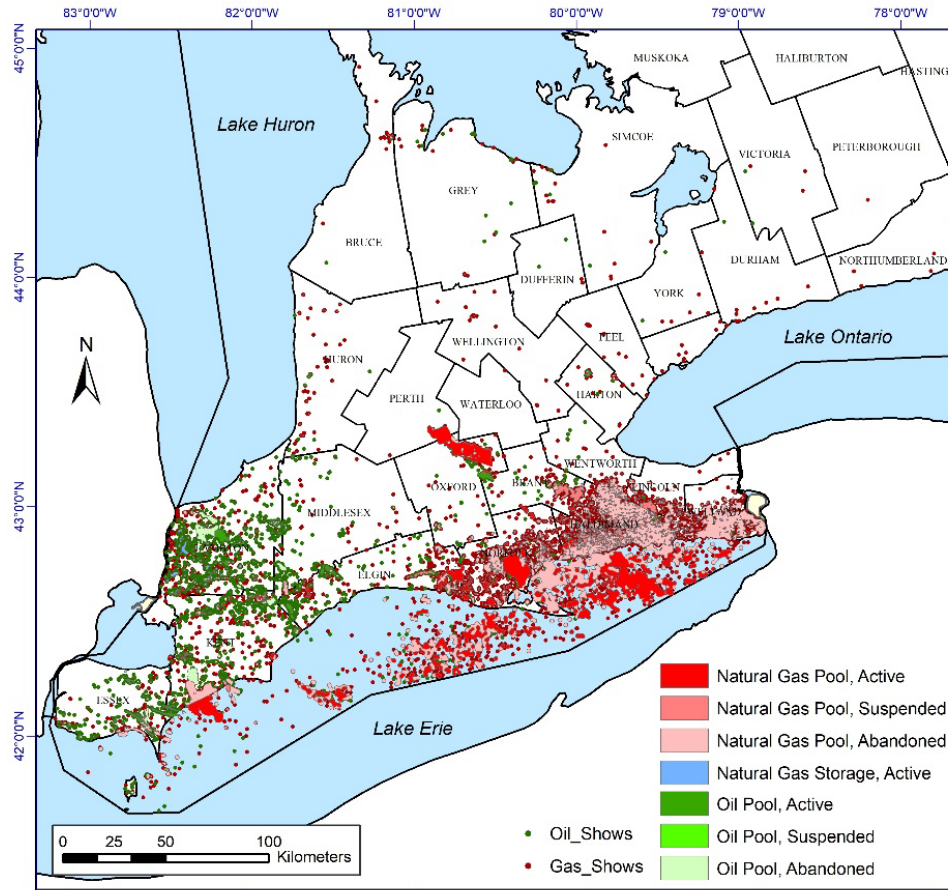 83°0'0"W 82°0'0"W 81°0'0"W 80°0'0"W 79°0'0"W 78°0'0"W
45°0'0"N
44°0'0"N
43°0'0"N
42°0'0"N
MUSKOKA
HALIBURTON
HASTING
Lake Huron
SIMCOE
VICTORIA
PETERBOROUGH
GREY
BRUCE
DURHAM
NORTHUMBERLAND
DUFFERIN
YORK
N
Lake Ontario
PEEL
WELLINGTON
HURON
HALTON
PERTH
WATERLOO
WENTWORTH
LINCOLN
OXFORD
BRANT
MIDDLESEX
HALDIMAND
ELGIN
KENT
ESSEX
Lake Erie
Natural Gas Pool, Active
Natural Gas Pool, Suspended
Natural Gas Pool, Abandoned
Natural Gas Storage, Active
Oil Pool, Active
Oil Pool, Suspended
Oil Pool, Abandoned
Oil_Shows
Gas_Shows
0 25 50 100
Kilometers